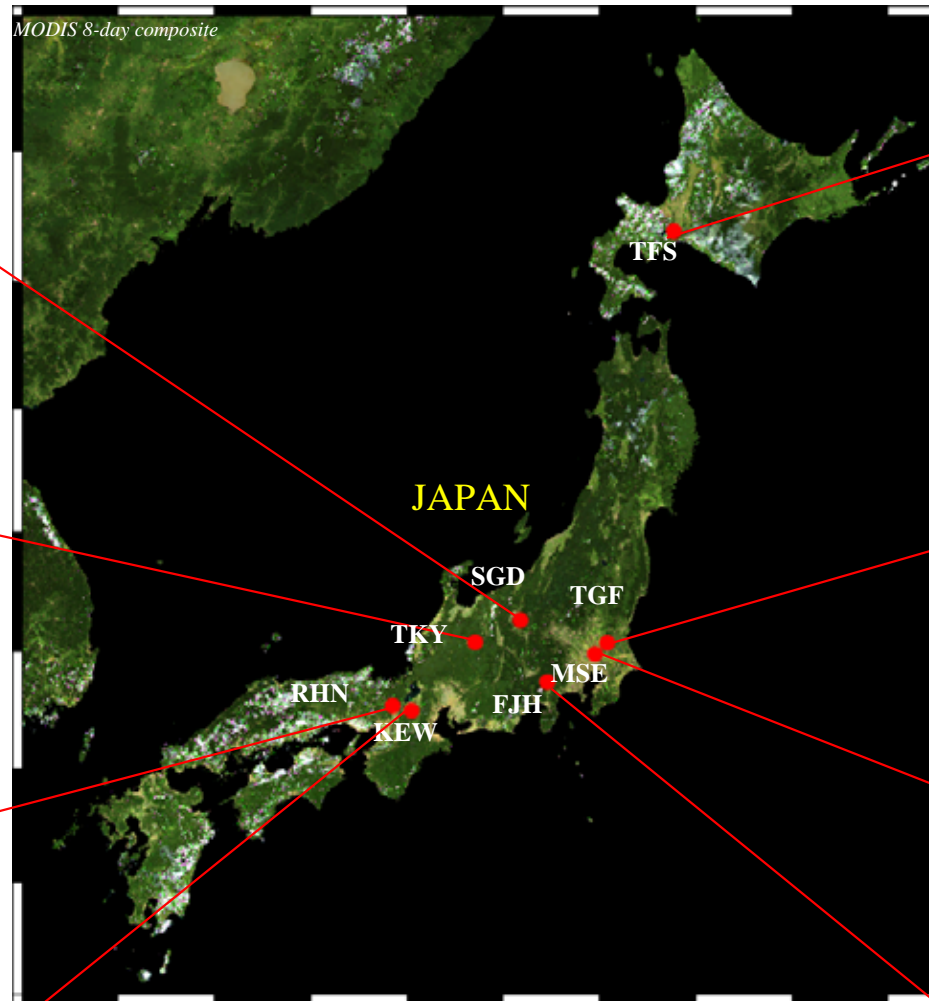 MODIS 8-day composite
TFS
JAPAN
SGD
TGF
TKY
MSE
RHN
FJH
KEW